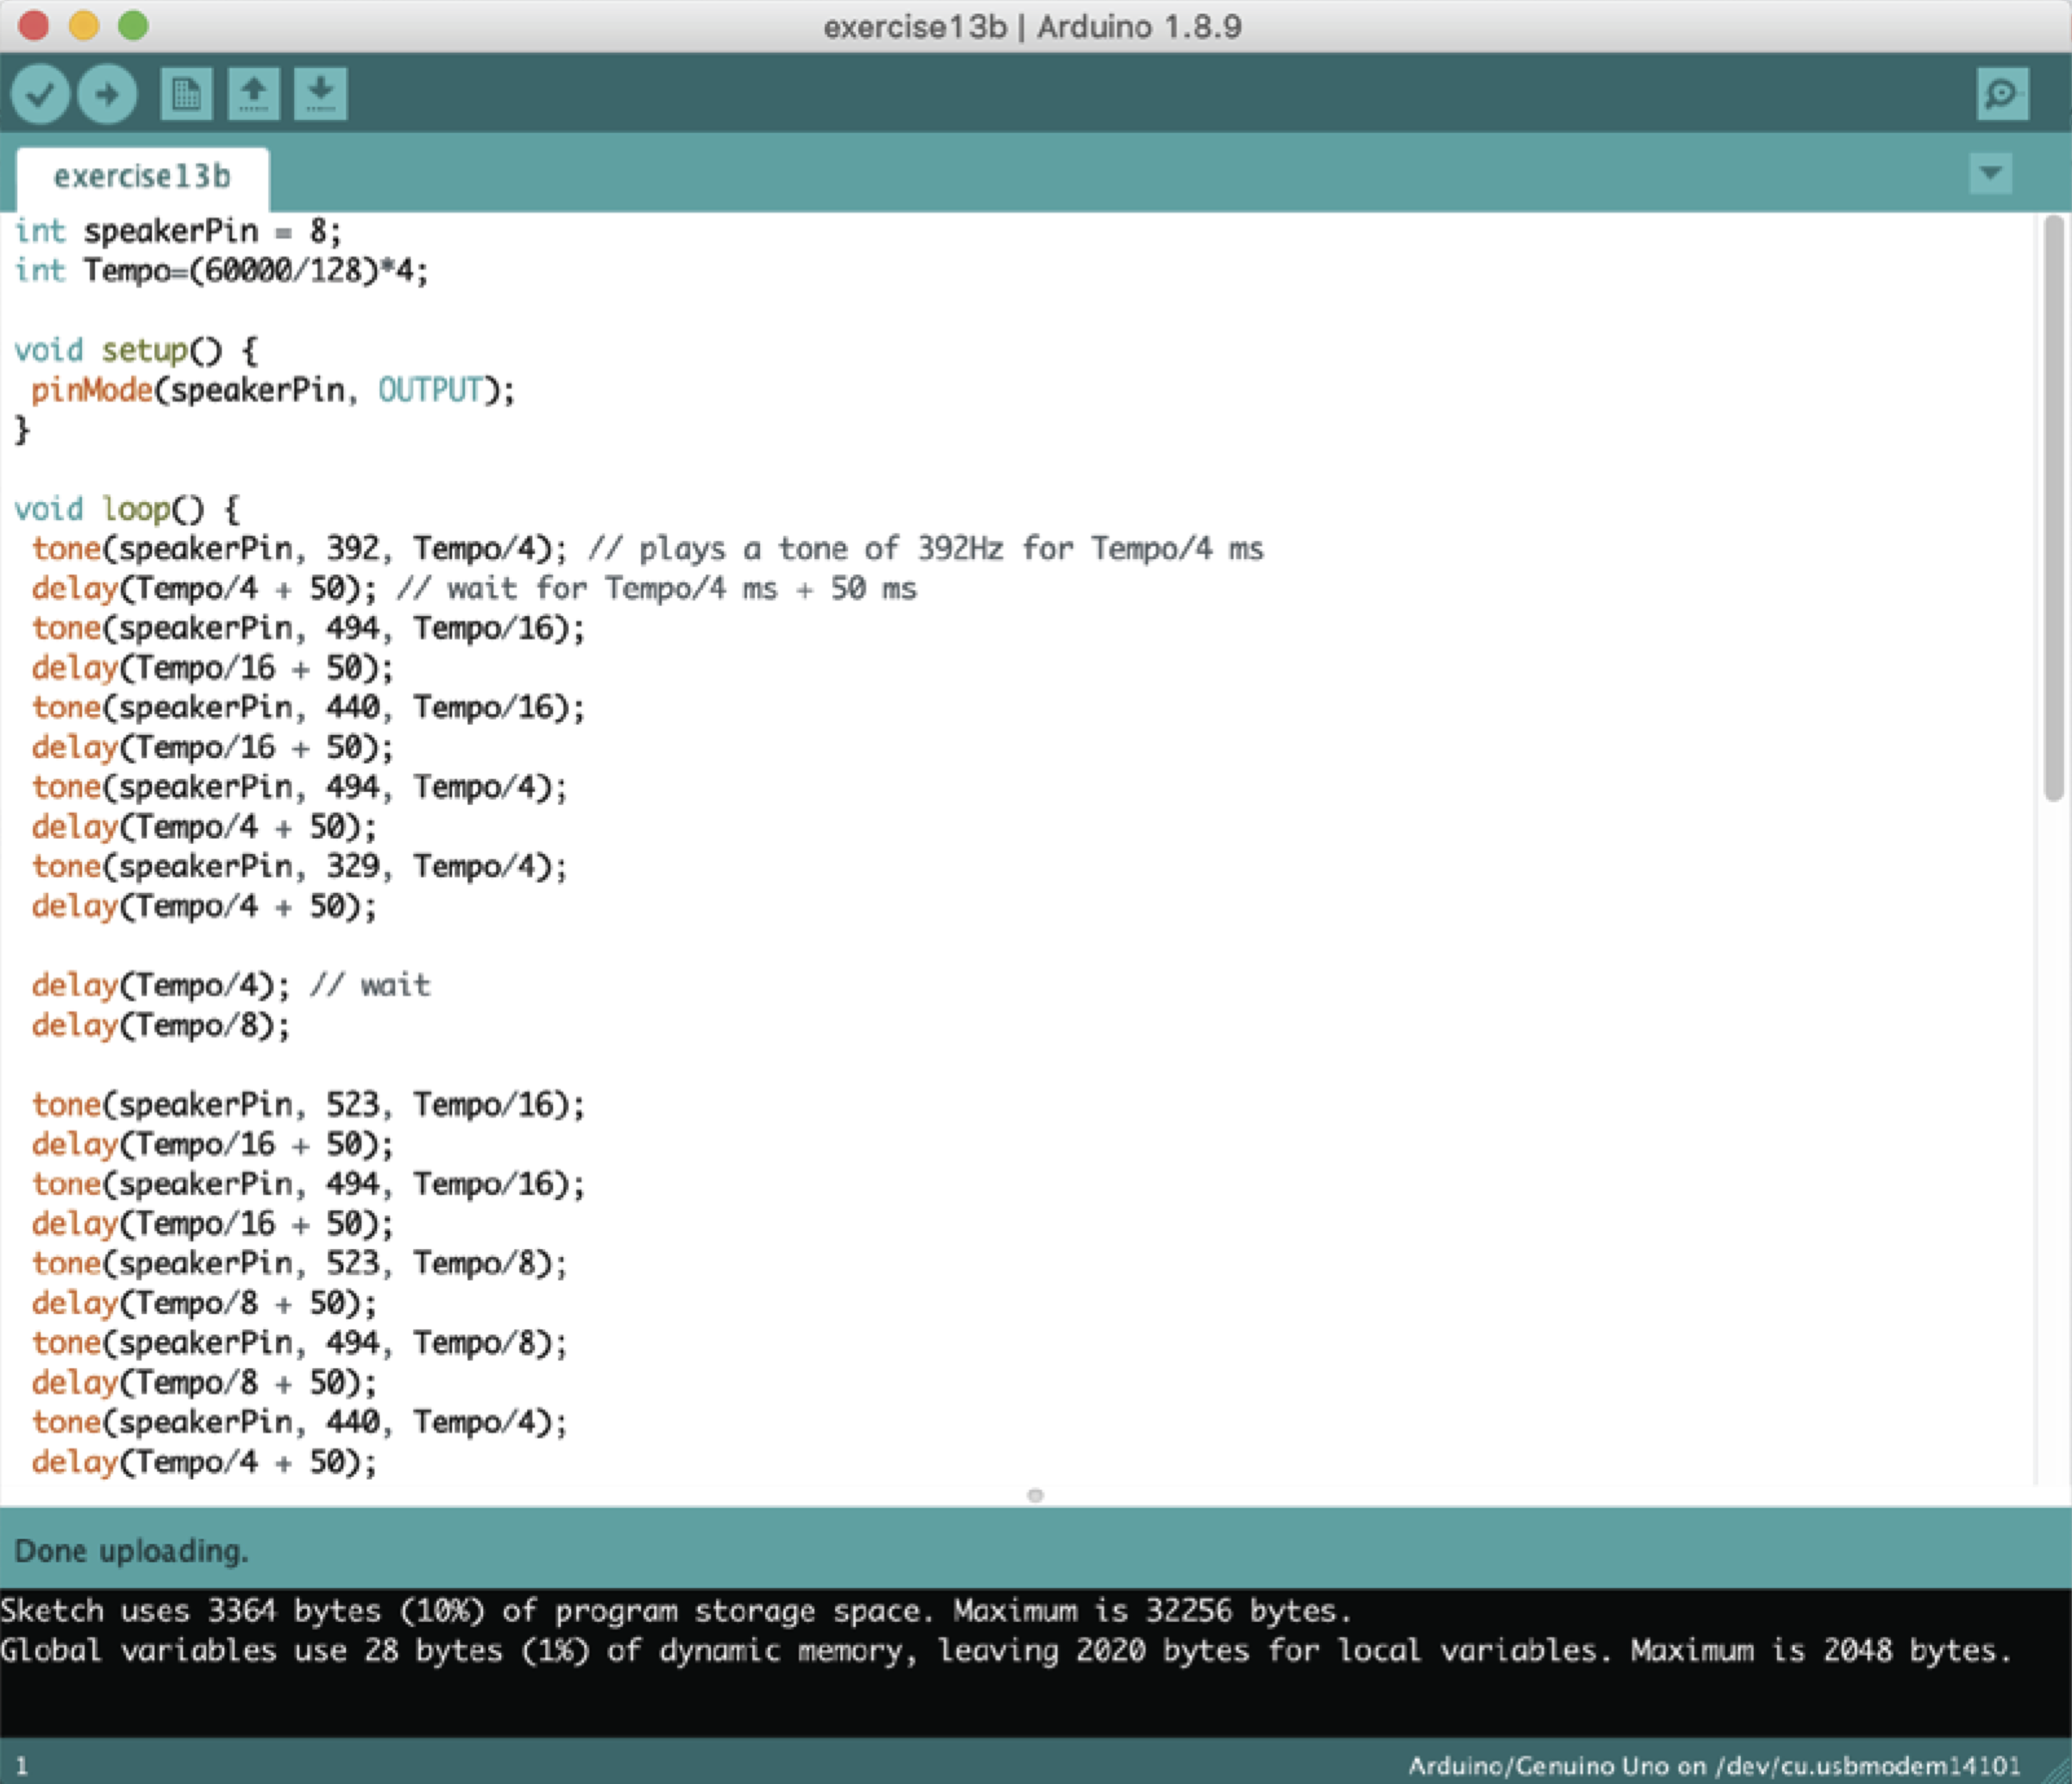 exercise13b | Arduino 1.8.9
exercise13b
int speakerPin = 8;
int Tempo=(60000/128)*4;
void setup() {
pinMode(speakerPin, OUTPUT);
}
void loop() {
tone(speakerPin, 392, Tempo/4); // plays a tone of 392Hz for Tempo/4 ms
delay(Tempo/4 + 50); // wait for Tempo/4 ms + 50 ms
tone(speakerPin, 494, Tempo/16);
delay(Tempo/16 + 50);
tone(speakerPin, 440, Tempo/16);
delay(Tempo/16 + 50);
tone(speakerPin, 494, Tempo/4);
delay(Tempo/4 + 50);
tone(speakerPin, 329, Tempo/4);
delay(Tempo/4 + 50);
delay(Tempo/4); // wait
delay(Tempo/8);
tone(speakerPin, 523, Tempo/16);
delay(Tempo/16 + 50);
tone(speakerPin, 494, Tempo/16);
delay(Tempo/16 + 50);
tone(speakerPin, 523, Tempo/8);
delay(Tempo/8 + 50);
tone(speakerPin, 494, Tempo/8);
delay(Tempo/8 + 50);
tone(speakerPin, 440, Tempo/4);
delay(Tempo/4 + 50);
Done uploading.
Sketch uses 3364 bytes (10%) of program storage space. Maximum is 32256 bytes.
Global variables use 28 bytes (1%) of dynamic memory, leaving 2020 bytes for local variables. Maximum is 2048 bytes.
1
Arduino/Genuino Uno on /dev/cu.usbmodem14101